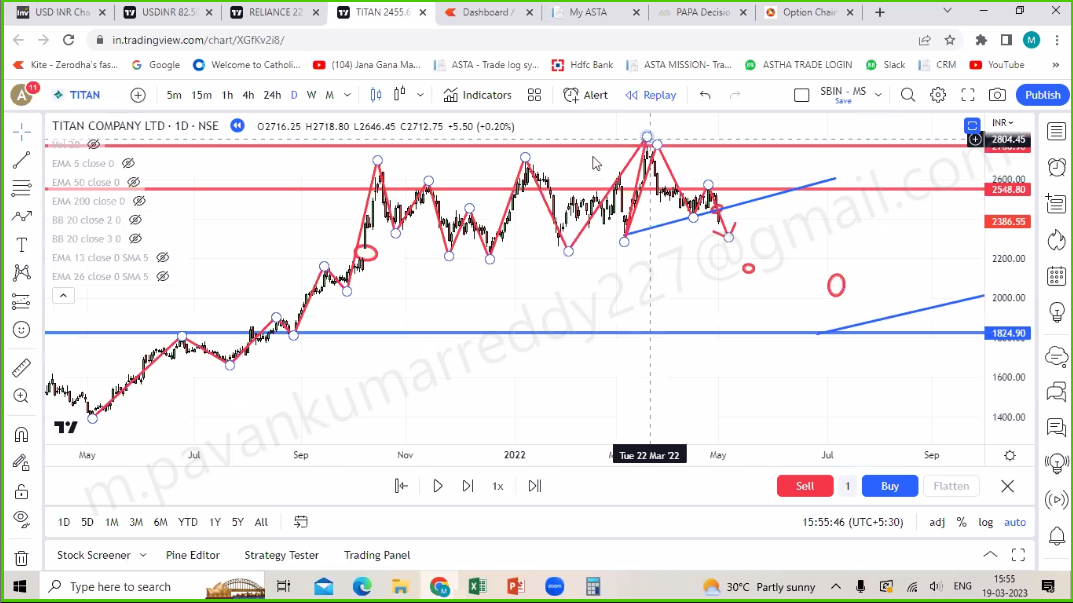 USD INR Cha
USDINR 82.5
RELIANCE 22
TITAN 2455.6
Dashboard /
My ASTA
PAPA Decisio
Option Chain
in.tradingview.com/chart/XGfKv2i8/
M
Kite - Zerodha's fas...
Google
Welcome to Catholi...
(104) Jana Gana Ma...
ASTA - Trade log sy...
Hdfc Bank
ASTA MISSION- Tra...
ASTHA TRADE LOGIN
Slack
CRM
YouTube
»
A 11
TITAN
5m 15m 1h 4h 24h D W M
Indicators
Alert
Replay
SBIN - MS
Save
Publish
TITAN COMPANY LTD · 1D · NSE
O2716.25 H2718.80 L2646.45 C2712.75 +5.50 (+0.20%)
INR
Vol 20
2804.45
EMA 5 close 0
2600.00
EMA 50 close 0
2548.80
EMA 200 close 0
BB 20 close 2 0
2386.55
BB 20 close 3 0
EMA 13 close 0 SMA 5
2200.00
EMA 26 close 0 SMA 5
2000.00
1824.90
1600.00
1400.00
m.pavankumarreddy227@gmail.com
May Jul Sep Nov 2022 Tue 22 Mar '22 May Jul Sep
1x
Sell
1
Buy
Flatten
1D 5D 1M 3M 6M YTD 1Y 5Y All
15:55:46 (UTC+5:30)
adj % log auto
Stock Screener
Pine Editor
Strategy Tester
Trading Panel
Type here to search
zoom
30°C Partly sunny
ENG
15:55
19-03-2023